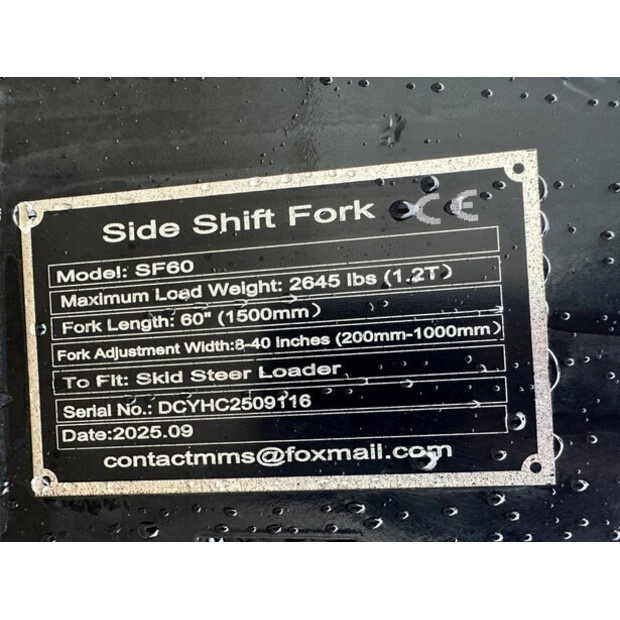 Side Shift Fork CE
Model: SF60
Maximum Load Weight: 2645 lbs (1.2T)
Fork Length: 60" (1500mm)
Fork Adjustment Width:8-40 inches (200mm-1000mm)
To Fit: Skid Steer Loader
Serial No.: DCYHC2509116
Date:2025.09
contactmms@foxmail.com